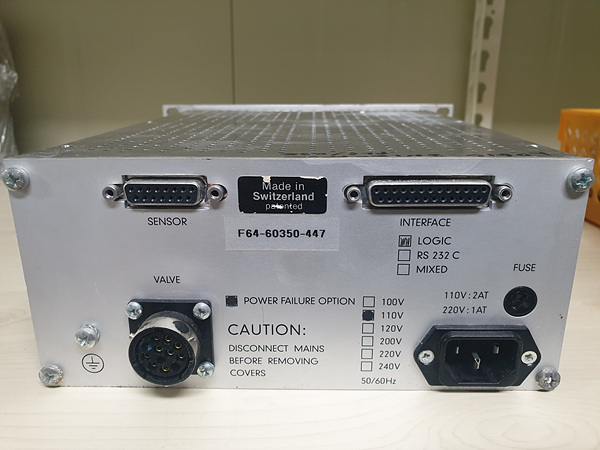 Made in
Switzerland
patented
SENSOR
F64-60350-447
INTERFACE
LOGIC
RS 232 C
MIXED
VALVE
FUSE
POWER FAILURE OPTION
100V
110V
120V
200V
220V
240V
50/60Hz
110V:2AT
220V:1AT
CAUTION:
DISCONNECT MAINS
BEFORE REMOVING
COVERS